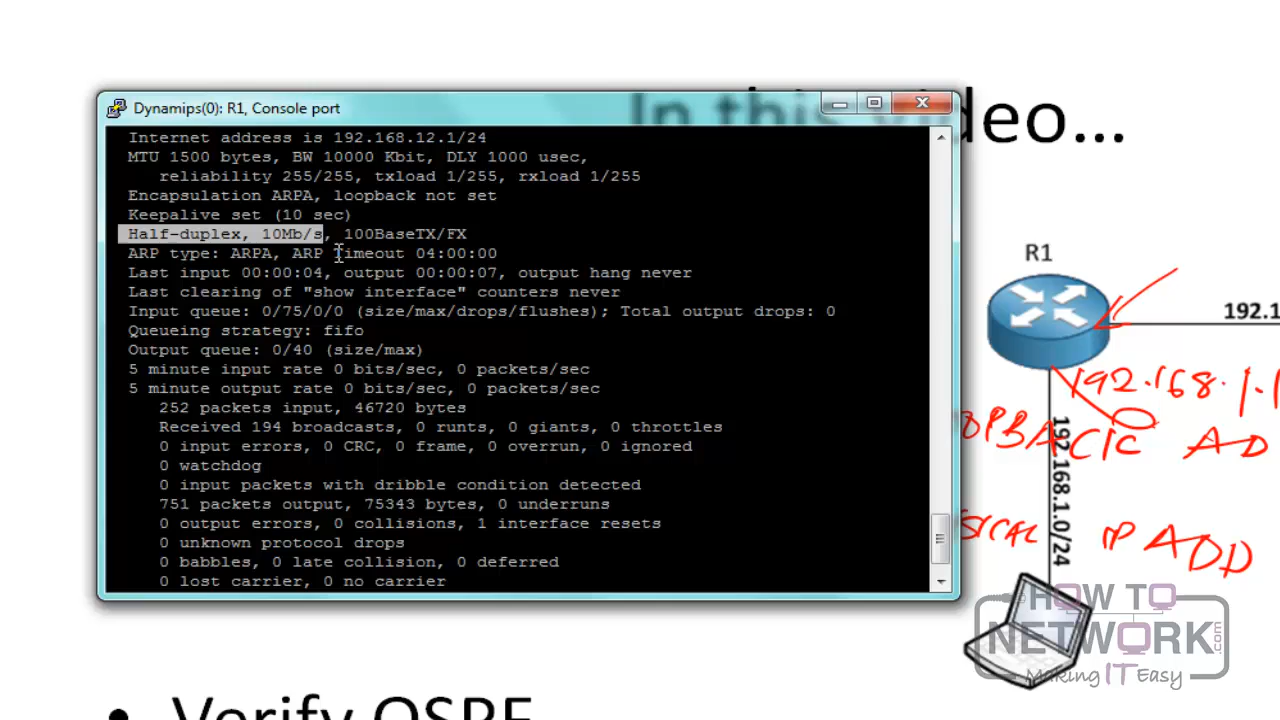 In this video...
Dynamips(0): R1, Console port
Internet address is 192.168.12.1/24
MTU 1500 bytes, BW 10000 Kbit, DLY 1000 usec,
reliability 255/255, txload 1/255, rxload 1/255
Encapsulation ARPA, loopback not set
Keepalive set (10 sec)
Half-duplex, 10Mb/s, 100BaseTX/FX
ARP type: ARPA, ARP Timeout 04:00:00
Last input 00:00:04, output 00:00:07, output hang never
Last clearing of "show interface" counters never
Input queue: 0/75/0/0 (size/max/drops/flushes); Total output drops: 0
Queueing strategy: fifo
Output queue: 0/40 (size/max)
5 minute input rate 0 bits/sec, 0 packets/sec
5 minute output rate 0 bits/sec, 0 packets/sec
252 packets input, 46720 bytes
Received 194 broadcasts, 0 runts, 0 giants, 0 throttles
0 input errors, 0 CRC, 0 frame, 0 overrun, 0 ignored
0 watchdog
0 input packets with dribble condition detected
751 packets output, 75343 bytes, 0 underruns
0 output errors, 0 collisions, 1 interface resets
0 unknown protocol drops
0 babbles, 0 late collision, 0 deferred
0 lost carrier, 0 no carrier
R1
192.1
192.168.1.1
OPBACK AD
192.168.1.0/24
SICAL IP ADD
HOW TO
NETWORK.com
Making IT Easy
• Verify OSPF